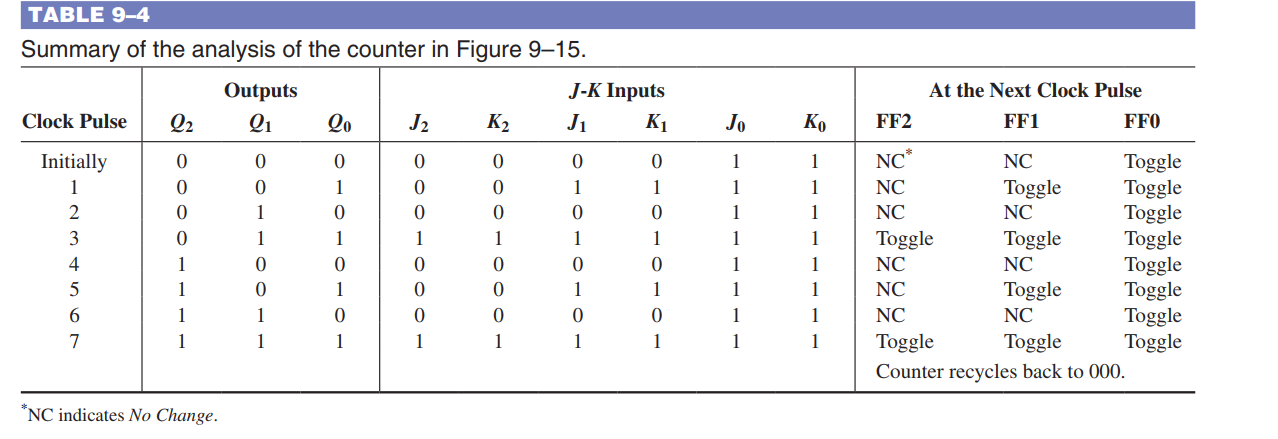 TABLE 9–4
Summary of the analysis of the counter in Figure 9–15.
Outputs J-K Inputs At the Next Clock Pulse
Clock Pulse Q2 Q1 Q0 J2 K2 J1 K1 J0 K0 FF2 FF1 FF0
Initially 0 0 0 0 0 0 0 1 1 NC* NC Toggle
1 0 0 1 0 0 1 1 1 1 NC Toggle Toggle
2 0 1 0 0 0 0 0 1 1 NC NC Toggle
3 0 1 1 1 1 1 1 1 1 Toggle Toggle Toggle
4 1 0 0 0 0 0 0 1 1 NC NC Toggle
5 1 0 1 0 0 1 1 1 1 NC Toggle Toggle
6 1 1 0 0 0 0 0 1 1 NC NC Toggle
7 1 1 1 1 1 1 1 1 1 Toggle Toggle Toggle
Counter recycles back to 000.
*NC indicates No Change.